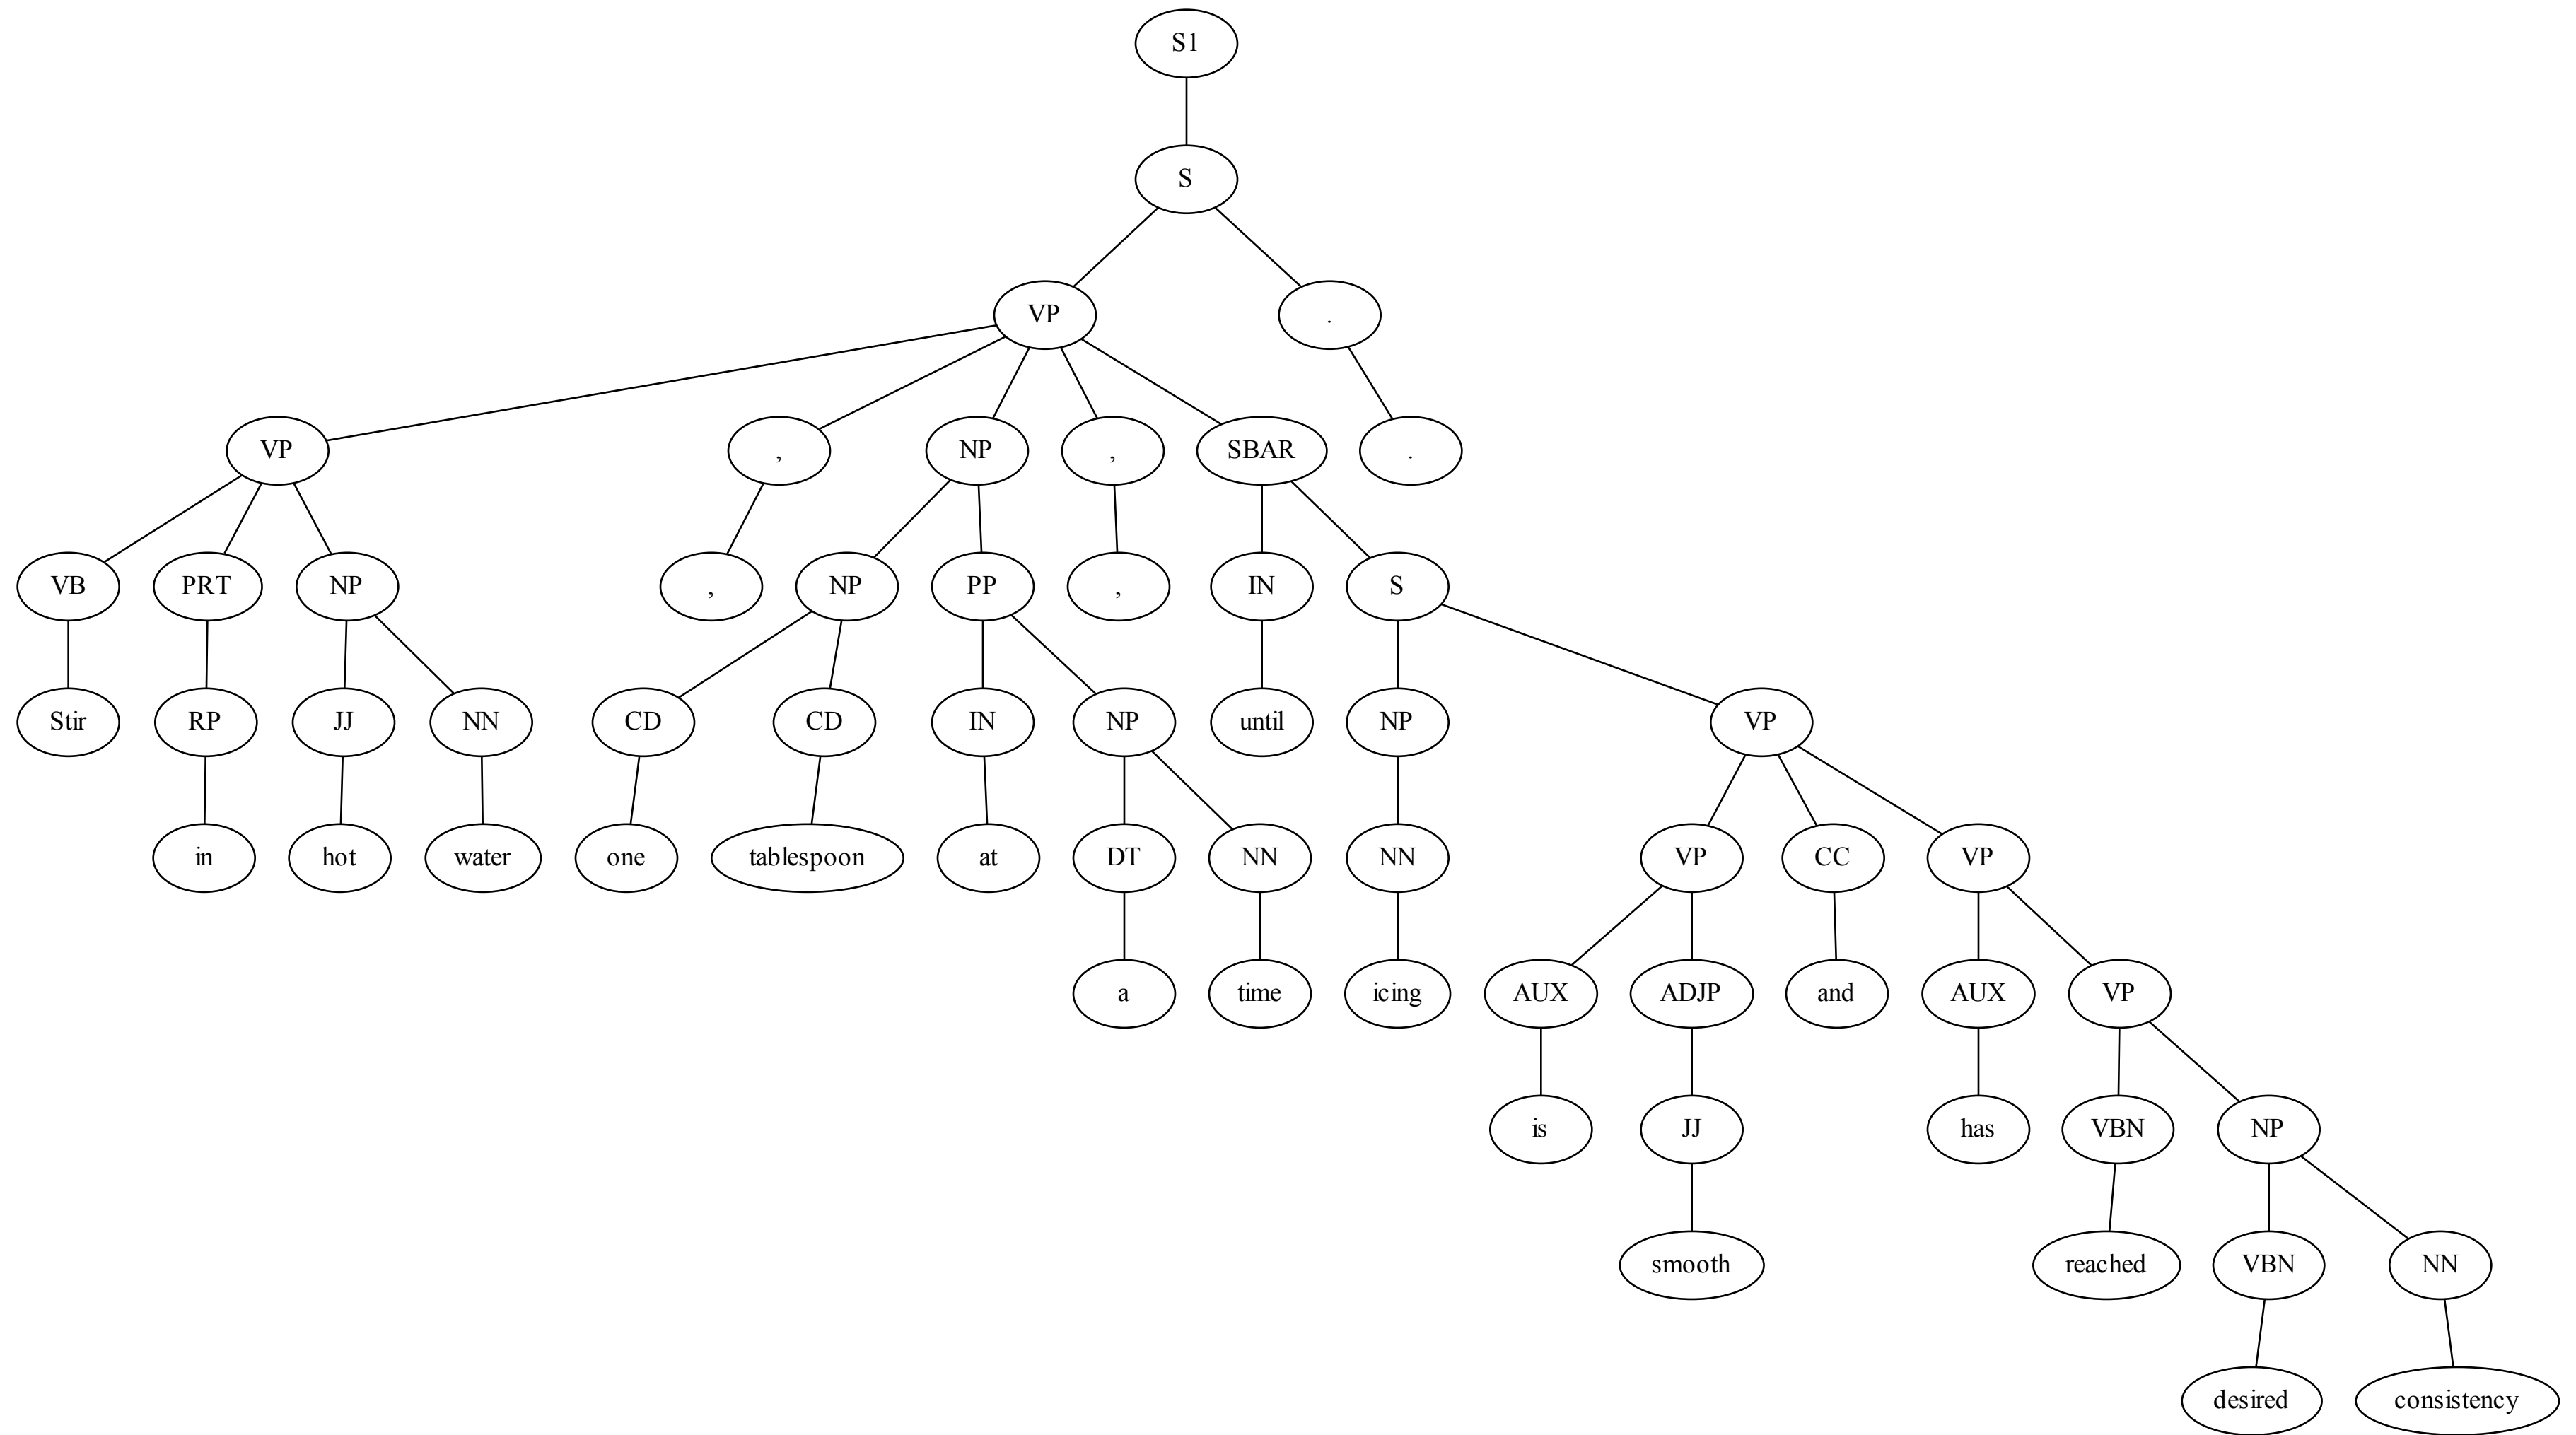 S1
S
VP .
VP , NP , SBAR .
VB PRT NP , NP PP , IN S
Stir RP JJ NN CD CD IN NP until NP VP
in hot water one tablespoon at DT NN NN VP CC VP
a time icing AUX ADJP and AUX VP
is JJ has VBN NP
smooth reached VBN NN
desired consistency